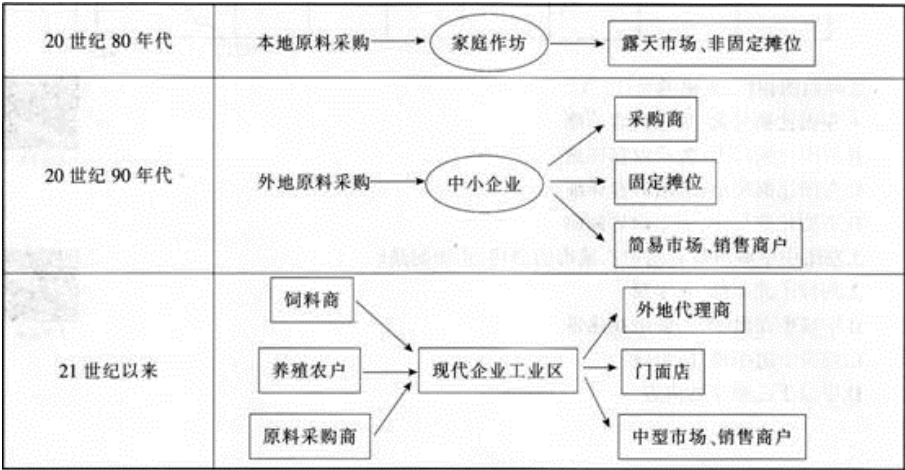 20世纪80年代
本地原料采购
家庭作坊
露天市场、非固定摊位
20世纪90年代
外地原料采购
中小企业
采购商
固定摊位
简易市场、销售商户
21世纪以来
饲料商
养殖农户
原料采购商
现代企业工业区
外地代理商
门面店
中型市场、销售商户